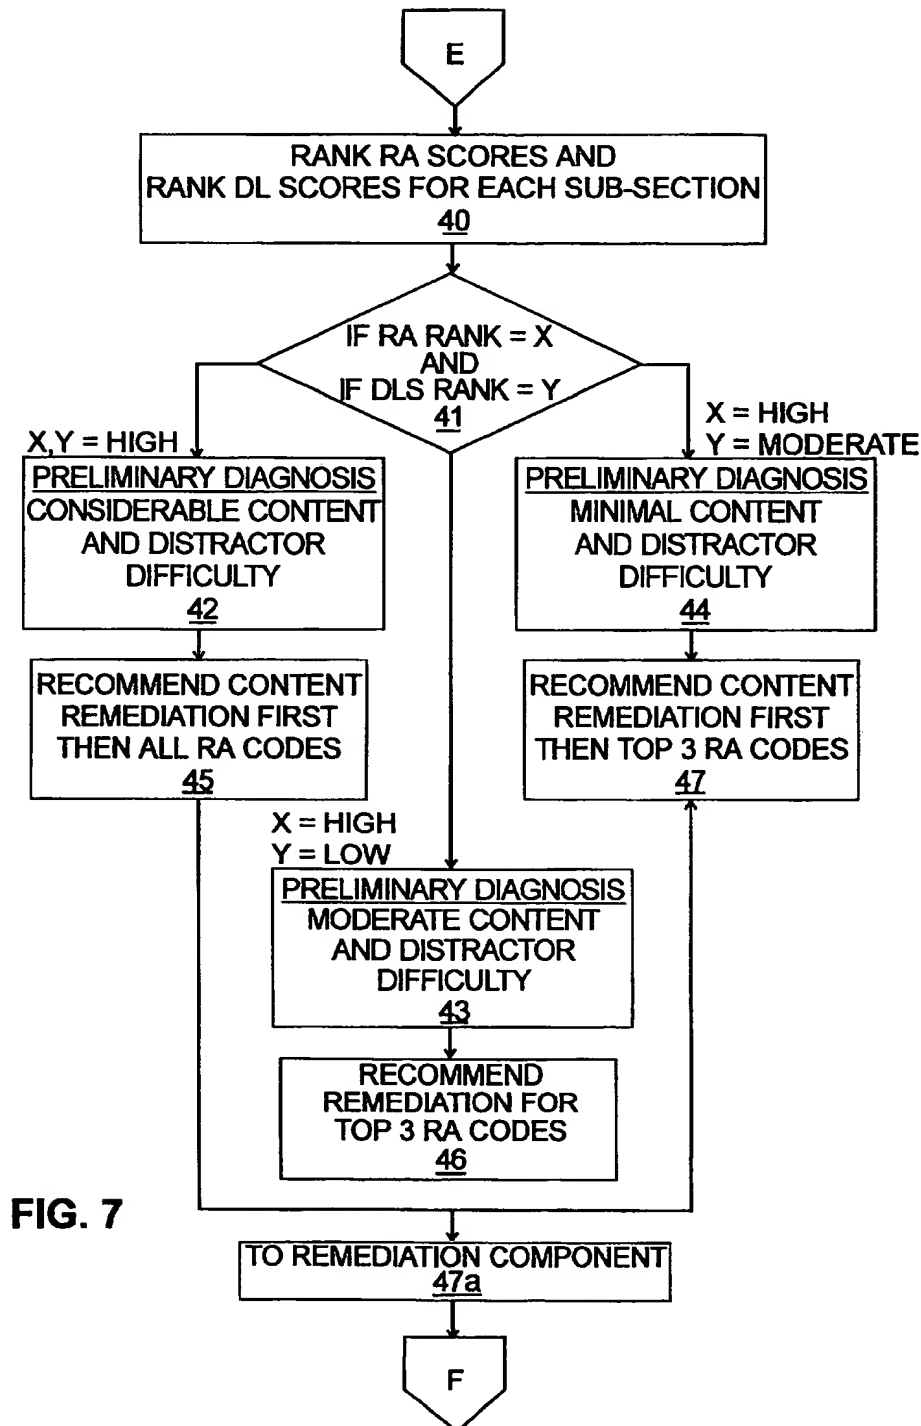 E
RANK RA SCORES AND
RANK DL SCORES FOR EACH SUB-SECTION
40
IF RA RANK = X
AND
IF DLS RANK = Y
41
X,Y = HIGH
PRELIMINARY DIAGNOSIS
CONSIDERABLE CONTENT
AND DISTRACTOR
DIFFICULTY
42
X = HIGH
Y = MODERATE
PRELIMINARY DIAGNOSIS
MINIMAL CONTENT
AND DISTRACTOR
DIFFICULTY
44
RECOMMEND CONTENT
REMEDIATION FIRST
THEN ALL RA CODES
45
RECOMMEND CONTENT
REMEDIATION FIRST
THEN TOP 3 RA CODES
47
X = HIGH
Y = LOW
PRELIMINARY DIAGNOSIS
MODERATE CONTENT
AND DISTRACTOR
DIFFICULTY
43
RECOMMEND
REMEDIATION FOR
TOP 3 RA CODES
46
FIG. 7
TO REMEDIATION COMPONENT
47a
F